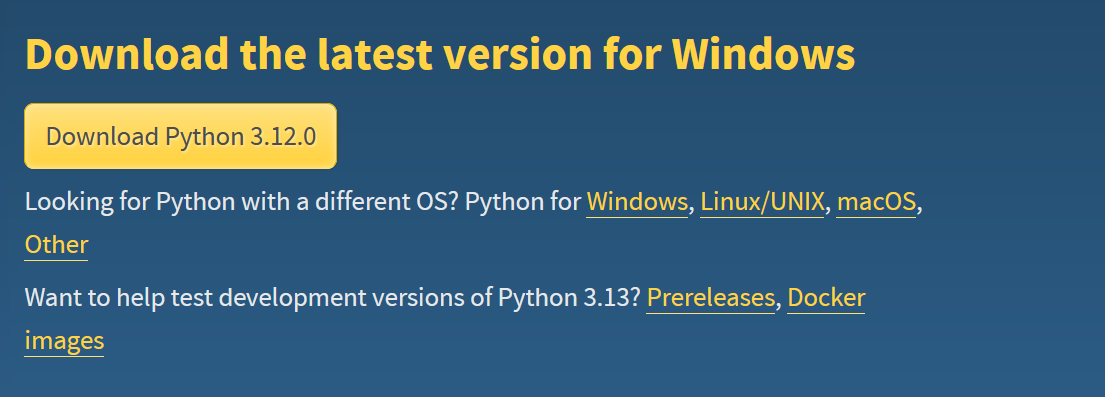 Download the latest version for Windows
Download Python 3.12.0
Looking for Python with a different OS? Python for Windows, Linux/UNIX, macOS,
Other
Want to help test development versions of Python 3.13? Prereleases, Docker
images